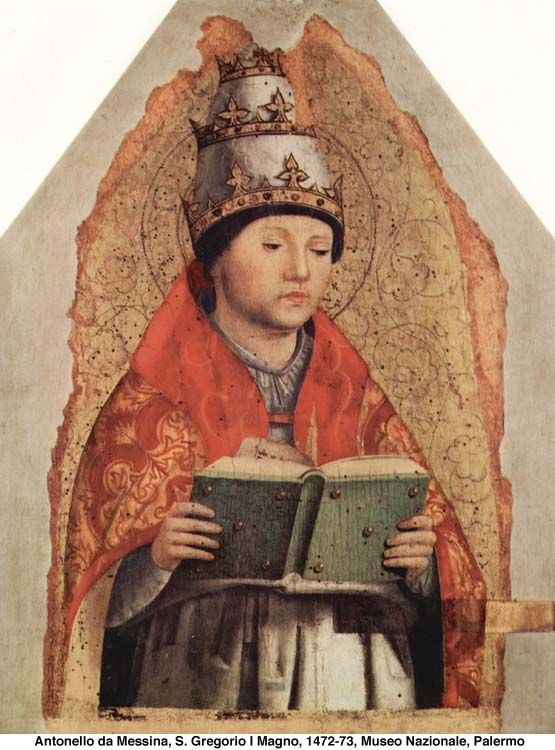 Antonello da Messina, S. Gregorio I Magno, 1472-73, Museo Nazionale, Palermo